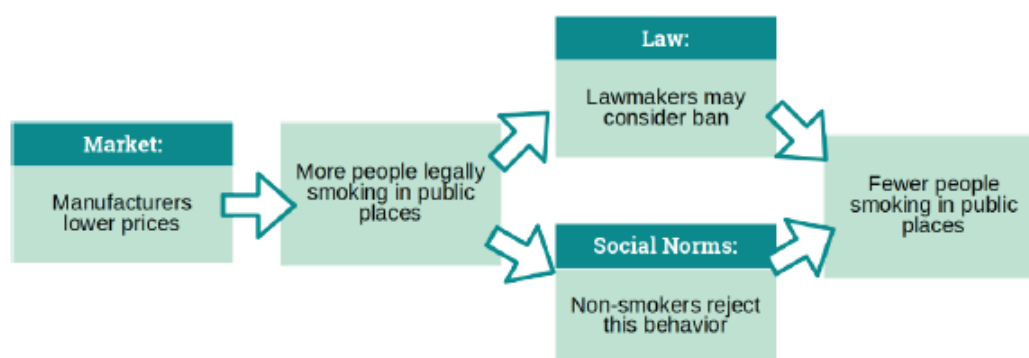 Market:
Manufacturers
lower prices
More people legally
smoking in public
places
Law:
Lawmakers may
consider ban
Social Norms:
Non-smokers reject
this behavior
Fewer people
smoking in public
places